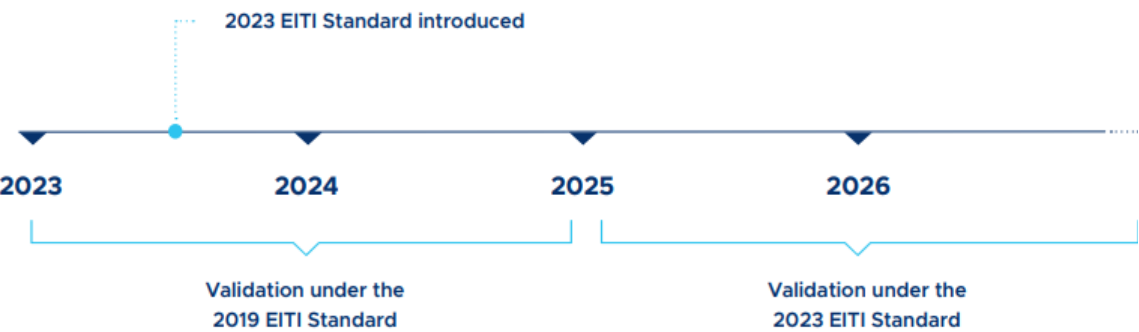 2023 EITI Standard introduced
2023
2024
2025
2026
Validation under the
2019 EITI Standard
Validation under the
2023 EITI Standard